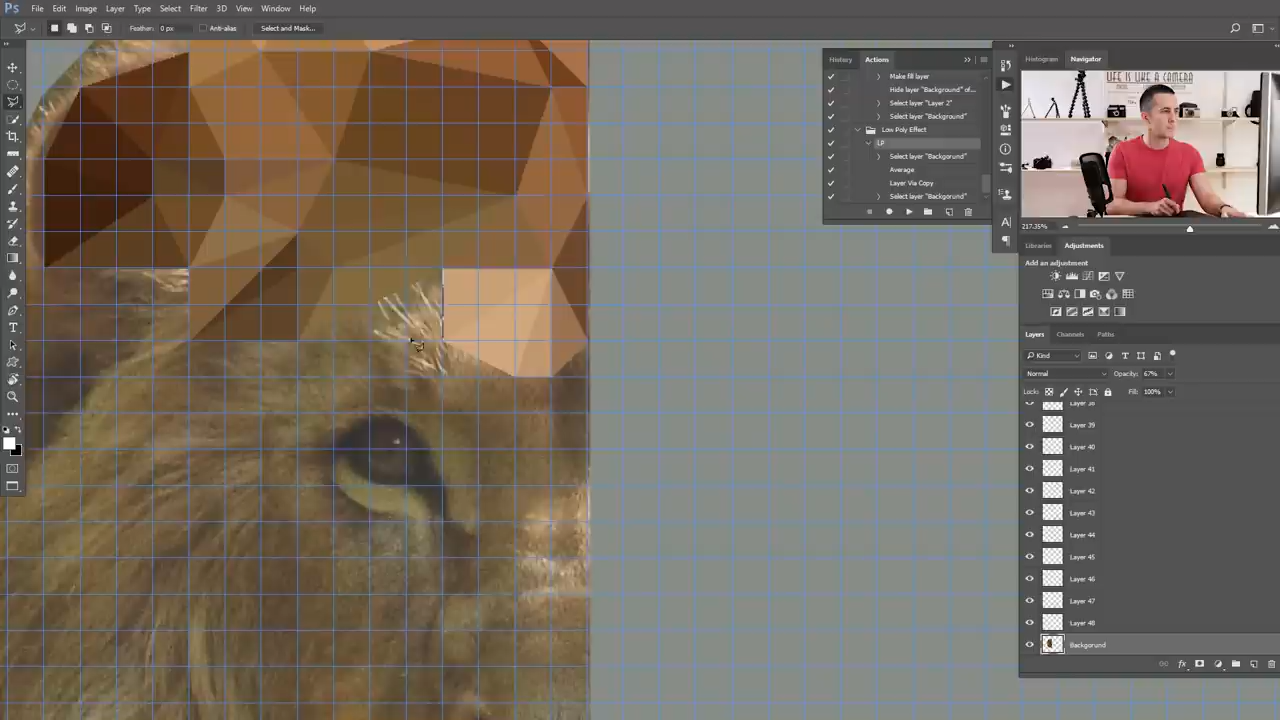 Ps File Edit Image Layer Type Select Filter 3D View Window Help
Feather: 0 px Anti-alias Select and Mask...
History Actions
Make fill layer
Hide layer "Background" of...
Select layer "Layer 2"
Select layer "Background"
Low Poly Effect
LP
Select layer "Background"
Average
Layer Via Copy
Select layer "Background"
Histogram Navigator
LIFE IS LIKE A CAMERA
217.35%
Libraries Adjustments
Add an adjustment
Layers Channels Paths
Kind
Normal Opacity: 67%
Locks: Fill: 100%
Layer 38
Layer 39
Layer 40
Layer 41
Layer 42
Layer 43
Layer 44
Layer 45
Layer 46
Layer 47
Layer 48
Background